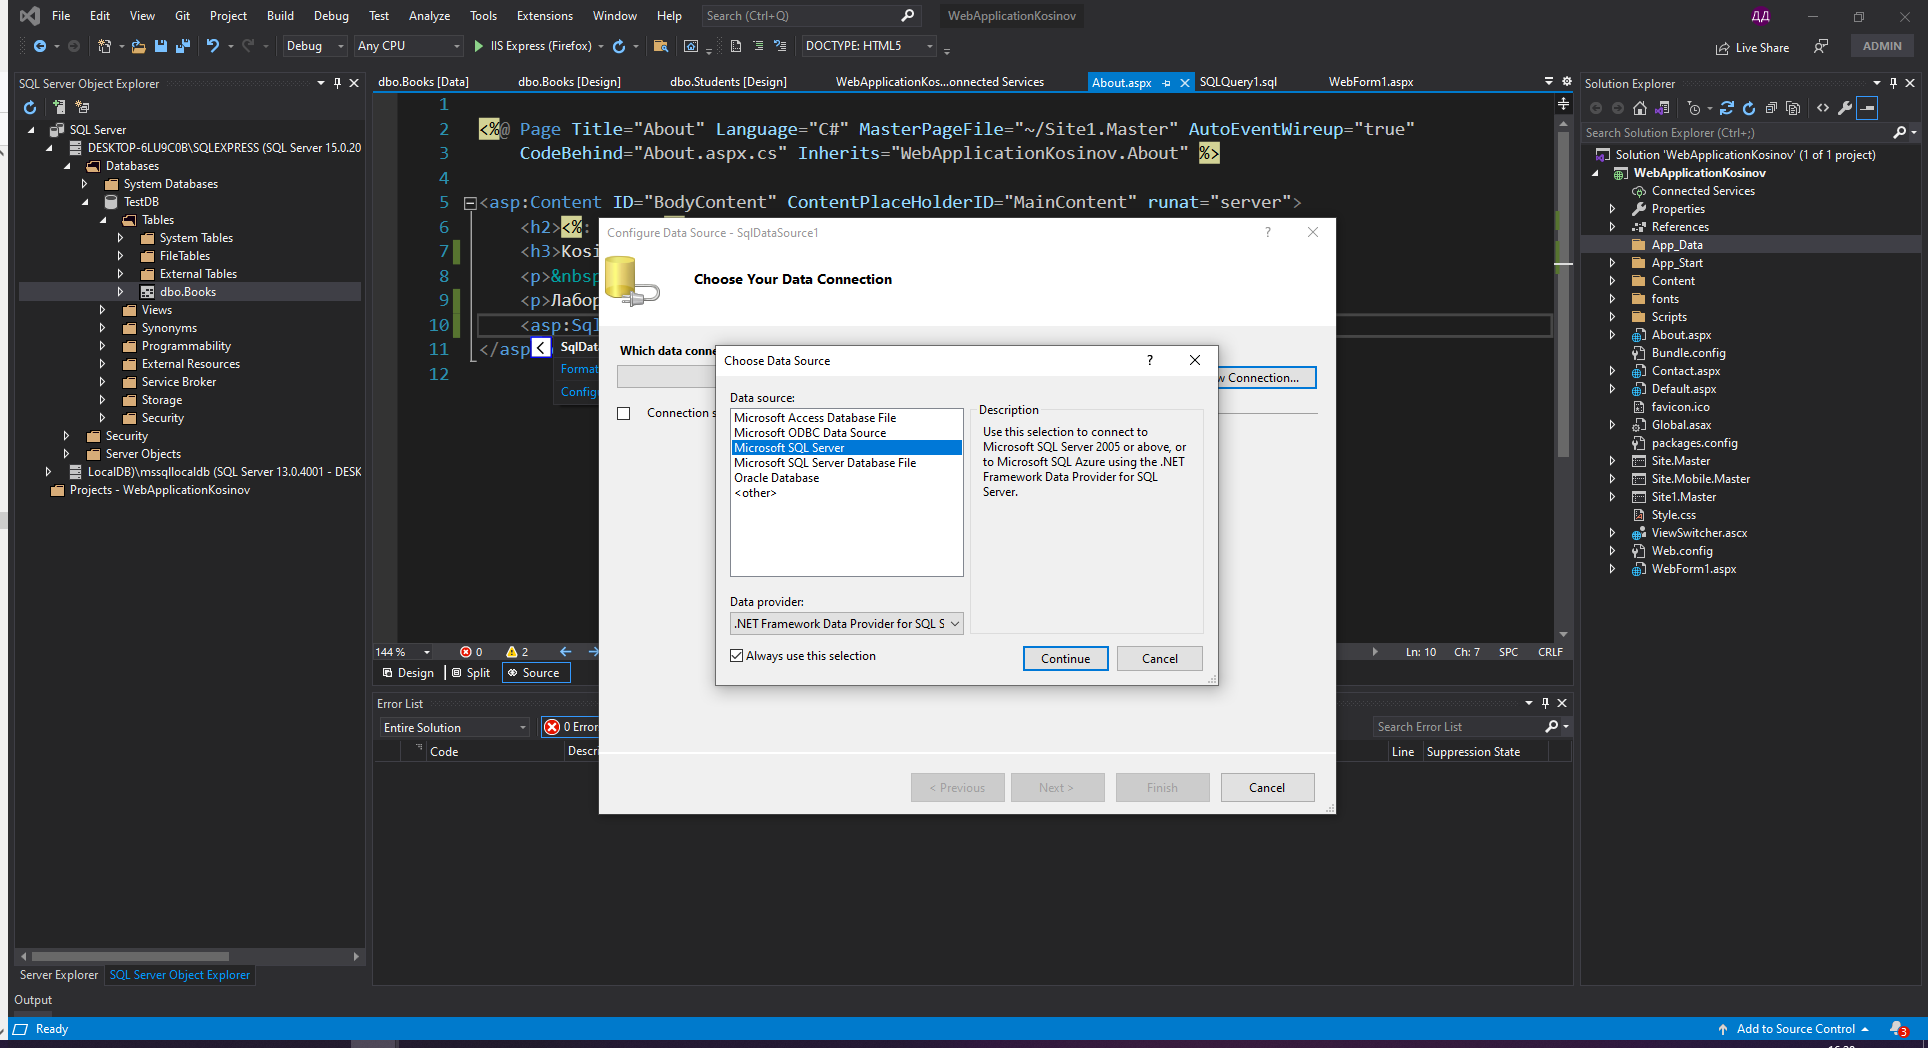 File Edit View Git Project Build Debug Test Analyze Tools Extensions Window Help Search (Ctrl+Q) WebApplicationKosinov ДД
Debug Any CPU IIS Express (Firefox) DOCTYPE: HTML5 Live Share ADMIN
SQL Server Object Explorer
SQL Server
DESKTOP-6LU9C0B\SQLEXPRESS (SQL Server 15.0.20
Databases
System Databases
TestDB
Tables
System Tables
FileTables
External Tables
dbo.Books
Views
Synonyms
Programmability
External Resources
Service Broker
Storage
Security
Security
Server Objects
LocalDB)\mssqllocaldb (SQL Server 13.0.4001 - DESK
Projects - WebApplicationKosinov
Server Explorer SQL Server Object Explorer
Output
Ready
dbo.Books [Data] dbo.Books [Design] dbo.Students [Design] WebApplicationKos...onnected Services About.aspx SQLQuery1.sql WebForm1.aspx
1
2 <%@ Page Title="About" Language="C#" MasterPageFile="~/Site1.Master" AutoEventWireup="true"
3 CodeBehind="About.aspx.cs" Inherits="WebApplicationKosinov.About" %>
4
5 <asp:Content ID="BodyContent" ContentPlaceHolderID="MainContent" runat="server">
6 <h2><%:
7 <h3>Kosi
8 <p>&nbsp
9 <p>Лабор
10 <asp:Sql
11 </asp
12
SqlDat
Format
Config
144 % 0 2 Ln: 10 Ch: 7 SPC CRLF
Design Split Source
Error List
Entire Solution 0 Error Search Error List
Code Descri Line Suppression State
Configure Data Source - SqlDataSource1 ?
Choose Your Data Connection
Which data conne
w Connection...
Connection s
< Previous Next > Finish Cancel
Choose Data Source ?
Data source:
Microsoft Access Database File
Microsoft ODBC Data Source
Microsoft SQL Server
Microsoft SQL Server Database File
Oracle Database
<other>
Description
Use this selection to connect to
Microsoft SQL Server 2005 or above, or
to Microsoft SQL Azure using the .NET
Framework Data Provider for SQL
Server.
Data provider:
.NET Framework Data Provider for SQL S
Always use this selection
Continue Cancel
Solution Explorer
Search Solution Explorer (Ctrl+;)
Solution 'WebApplicationKosinov' (1 of 1 project)
WebApplicationKosinov
Connected Services
Properties
References
App_Data
App_Start
Content
fonts
Scripts
About.aspx
Bundle.config
Contact.aspx
Default.aspx
favicon.ico
Global.asax
packages.config
Site.Master
Site.Mobile.Master
Site1.Master
Style.css
ViewSwitcher.ascx
Web.config
WebForm1.aspx
Add to Source Control 3